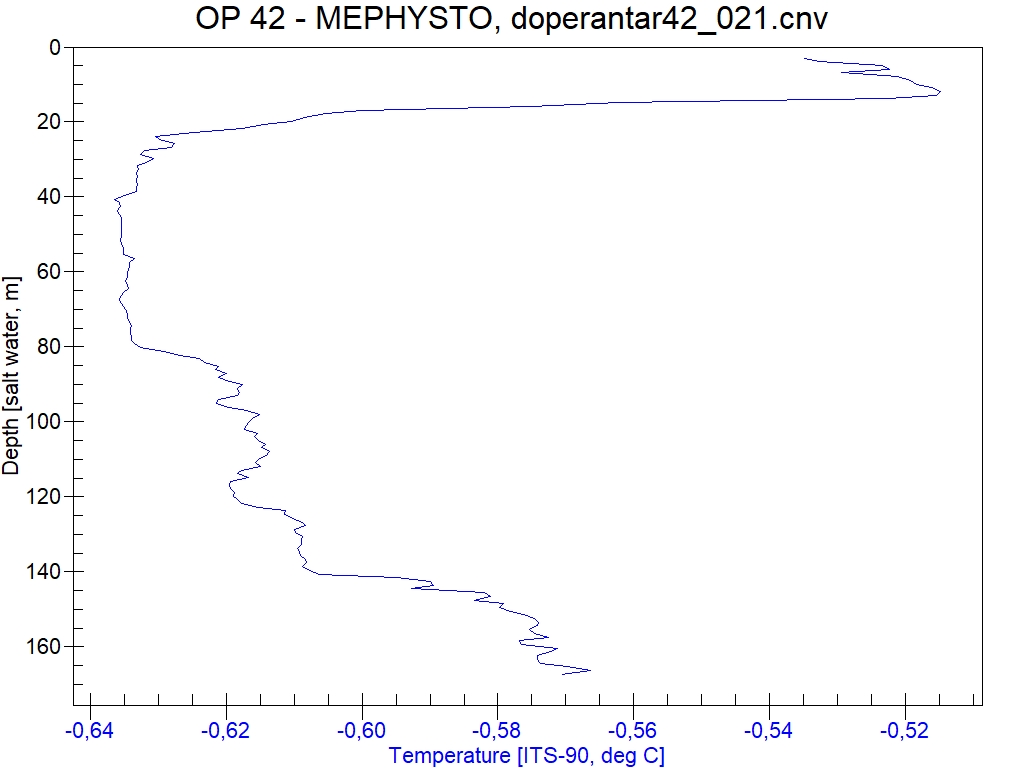 OP 42 - MEPHYSTO, doperantar42_021.cnv
0
20
40
60
80
100
120
140
160
Depth [salt water, m]
-0,64 -0,62 -0,60 -0,58 -0,56 -0,54 -0,52
Temperature [ITS-90, deg C]